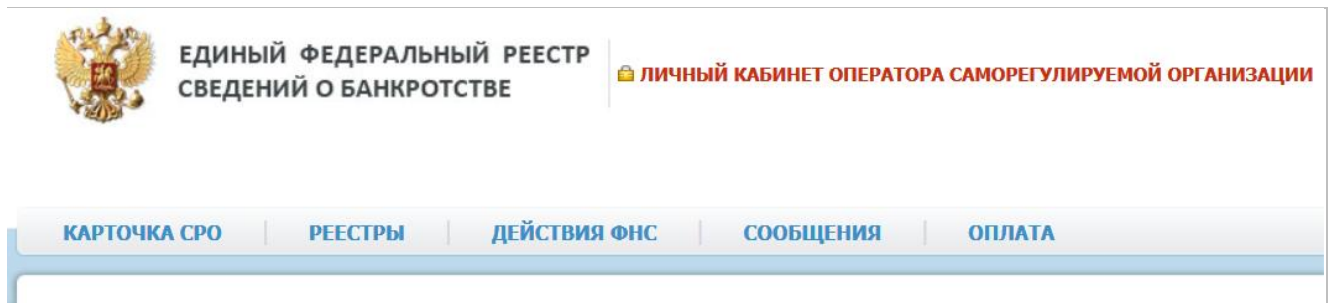 ЕДИНЫЙ ФЕДЕРАЛЬНЫЙ РЕЕСТР
СВЕДЕНИЙ О БАНКРОТСТВЕ
ЛИЧНЫЙ КАБИНЕТ ОПЕРАТОРА САМОРЕГУЛИРУЕМОЙ ОРГАНИЗАЦИИ
КАРТОЧКА СРО РЕЕСТРЫ ДЕЙСТВИЯ ФНС СООБЩЕНИЯ ОПЛАТА